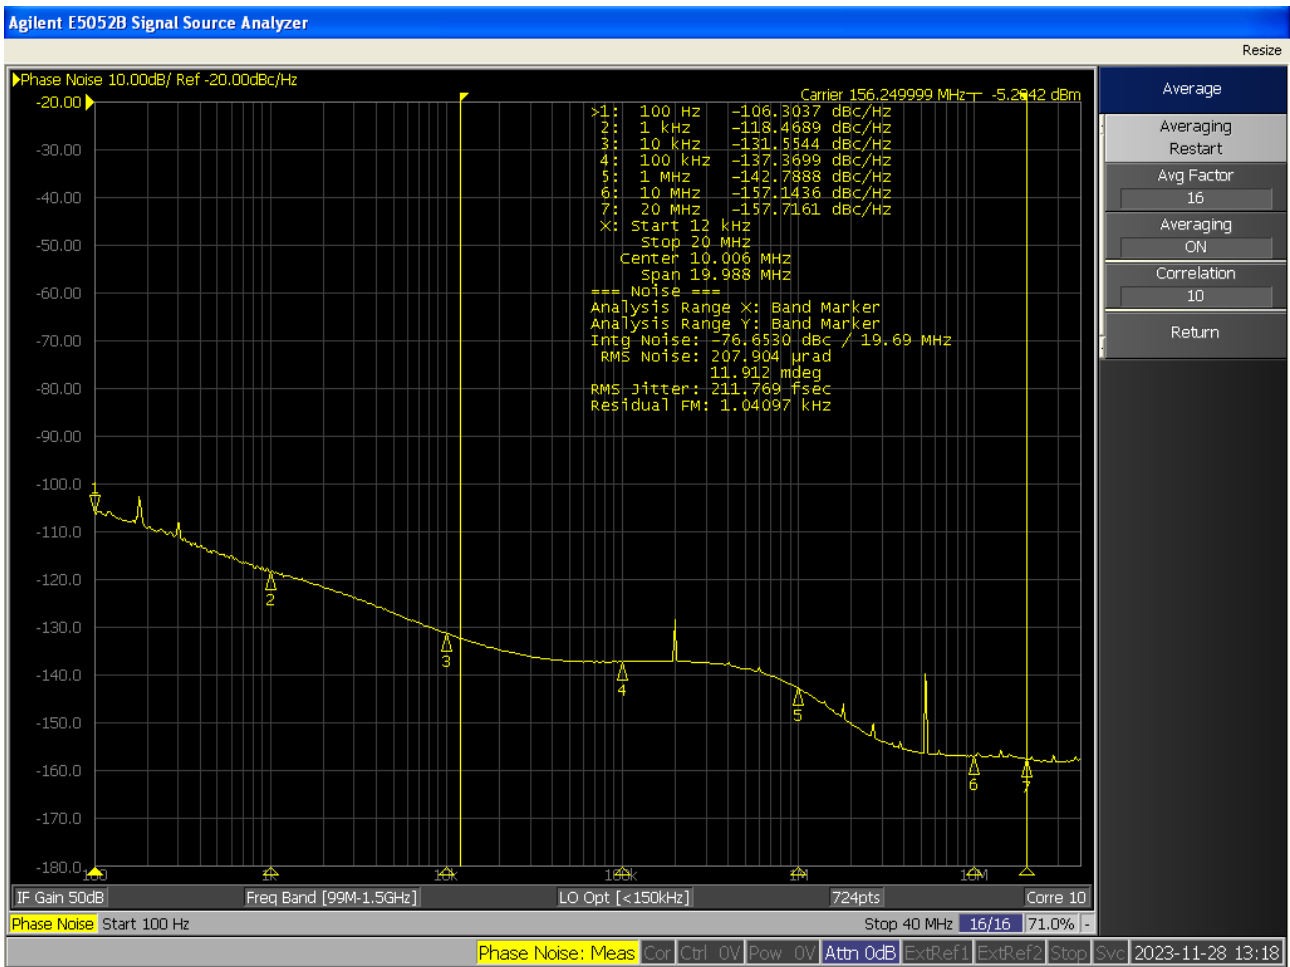 Agilent E5052B Signal Source Analyzer
Resize
Phase Noise 10.00dB/ Ref -20.00dBc/Hz
Carrier 156.249999 MHz -5.2942 dBm
-20.00
-30.00
-40.00
-50.00
-60.00
-70.00
-80.00
-90.00
-100.0
-110.0
-120.0
-130.0
-140.0
-150.0
-160.0
-170.0
-180.0
>1: 100 Hz -106.3037 dBc/Hz
2: 1 kHz -118.4689 dBc/Hz
3: 10 kHz -131.5544 dBc/Hz
4: 100 kHz -137.3699 dBc/Hz
5: 1 MHz -142.7888 dBc/Hz
6: 10 MHz -157.1436 dBc/Hz
7: 20 MHz -157.7161 dBc/Hz
X: Start 12 kHz
Stop 20 MHz
Center 10.006 MHz
Span 19.988 MHz
=== Noise ===
Analysis Range X: Band Marker
Analysis Range Y: Band Marker
Intg Noise: -76.6530 dBc / 19.69 MHz
RMS Noise: 207.904 µrad
11.912 mdeg
RMS Jitter: 211.769 fsec
Residual FM: 1.04097 kHz
1
2
3
4
5
6
7
100
1k
10k
100k
1M
10M
IF Gain 50dB
Freq Band [99M-1.5GHz]
LO Opt [<150kHz]
724pts
Corre 10
Phase Noise Start 100 Hz
Stop 40 MHz 16/16 71.0% -
Phase Noise: Meas Cor Ctrl 0V Pow 0V Attn 0dB ExtRef1 ExtRef2 Stop Svc 2023-11-28 13:18
Average
Averaging
Restart
Avg Factor
16
Averaging
ON
Correlation
10
Return